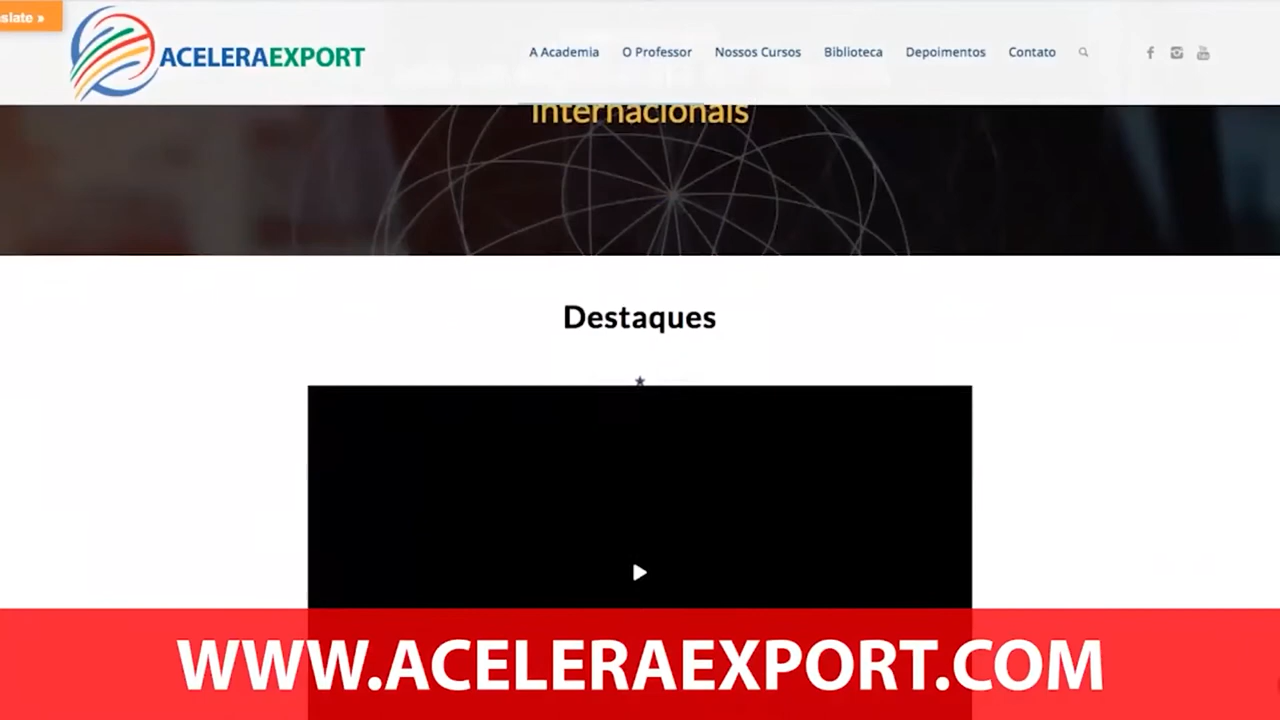 slate »
ACELERAEXPORT
A Academia O Professor Nossos Cursos Biblioteca Depoimentos Contato
Internacionais
Destaques
WWW.ACELERAEXPORT.COM